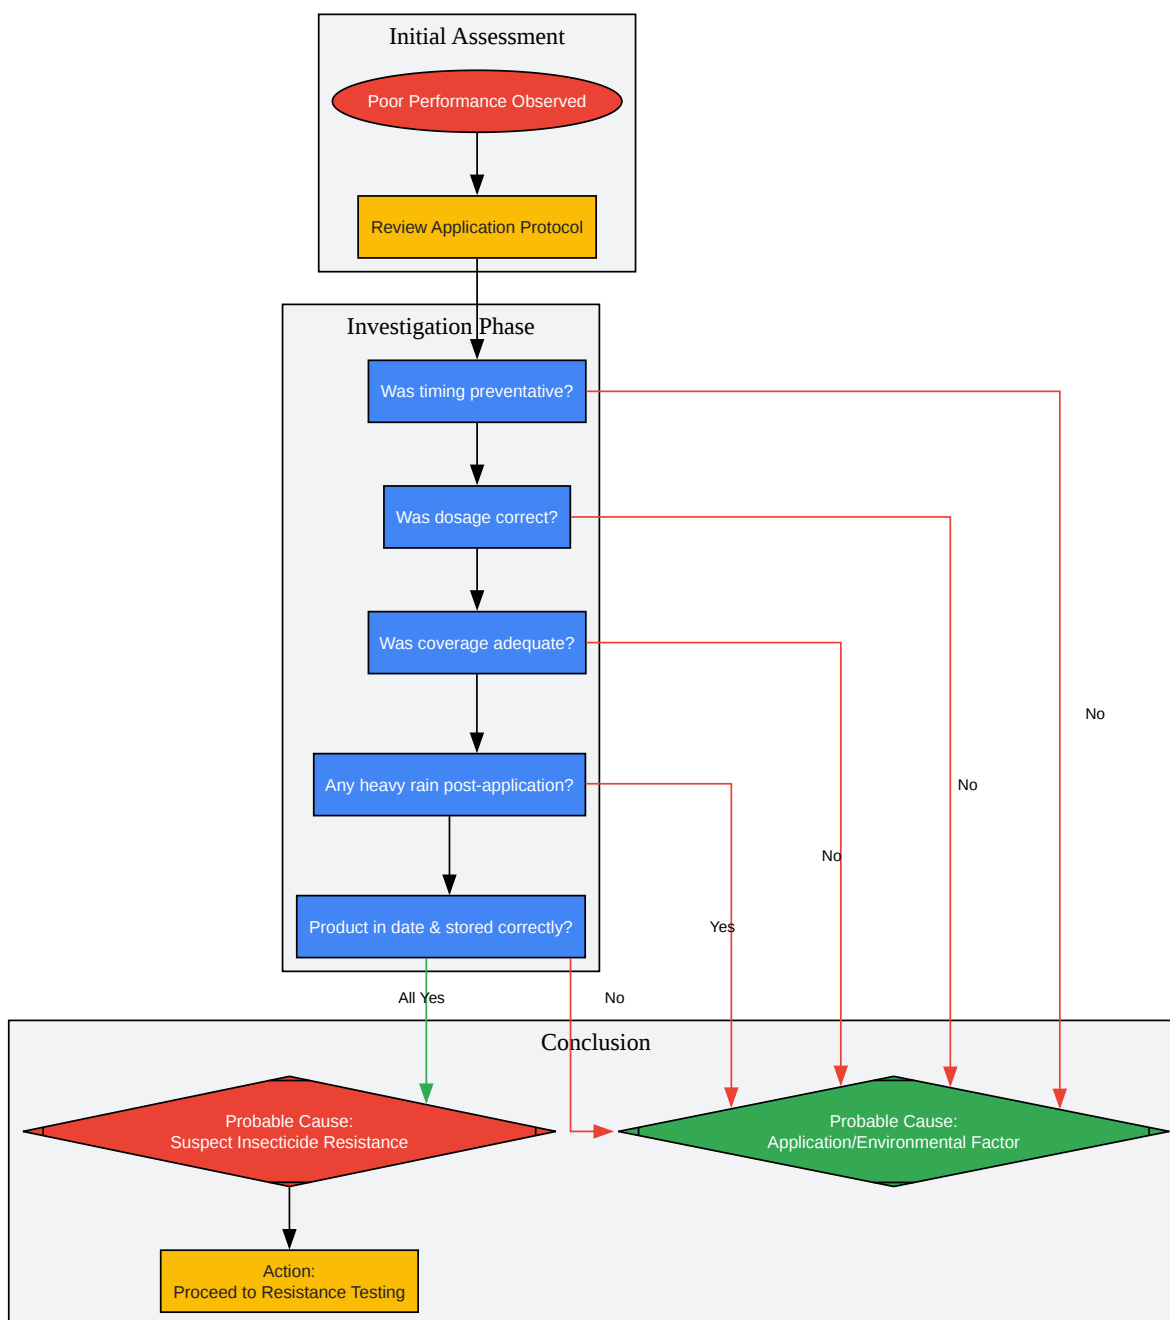 Initial Assessment
Poor Performance Observed
Review Application Protocol
Investigation Phase
Was timing preventative?
Was dosage correct?
Was coverage adequate?
No
Any heavy rain post-application?
No
No
Product in date & stored correctly?
Yes
All Yes
No
Conclusion
Probable Cause:
Suspect Insecticide Resistance
Probable Cause:
Application/Environmental Factor
Action:
Proceed to Resistance Testing